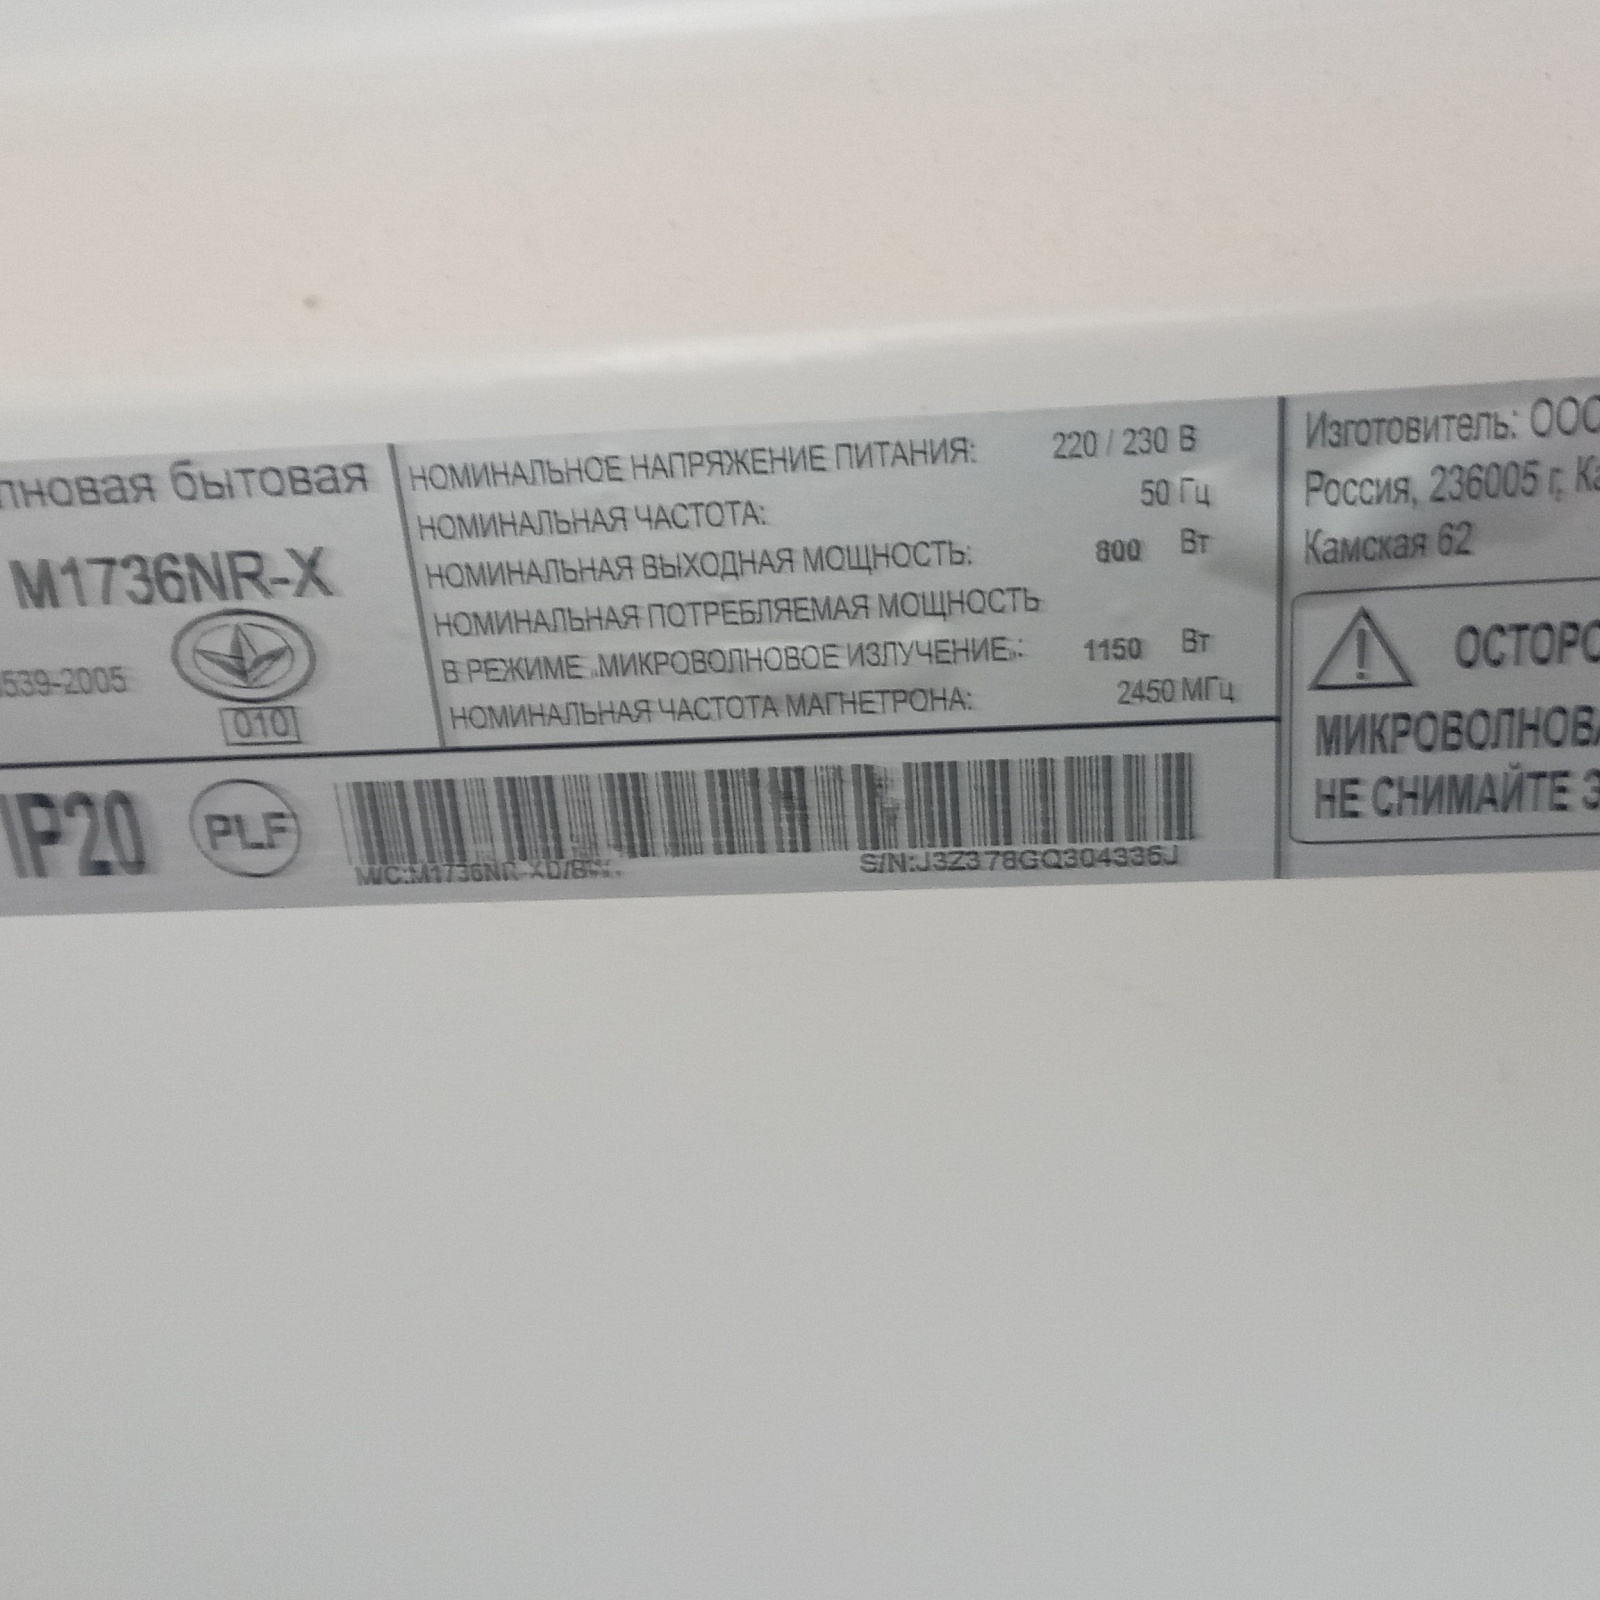 лновая бытовая
M1736NR-X
539-2005
010
IP20
PLF
НОМИНАЛЬНОЕ НАПРЯЖЕНИЕ ПИТАНИЯ: 220 / 230 В
НОМИНАЛЬНАЯ ЧАСТОТА: 50 Гц
НОМИНАЛЬНАЯ ВЫХОДНАЯ МОЩНОСТЬ: 800 Вт
НОМИНАЛЬНАЯ ПОТРЕБЛЯЕМАЯ МОЩНОСТЬ
В РЕЖИМЕ „МИКРОВОЛНОВОЕ ИЗЛУЧЕНИЕ„: 1150 Вт
НОМИНАЛЬНАЯ ЧАСТОТА МАГНЕТРОНА: 2450 МГц
S/N:J3Z378GQ304336J
Изготовитель: ООО
Россия, 236005 г, Ка
Камская 62
ОСТОРО
МИКРОВОЛНОВА
НЕ СНИМАЙТЕ З